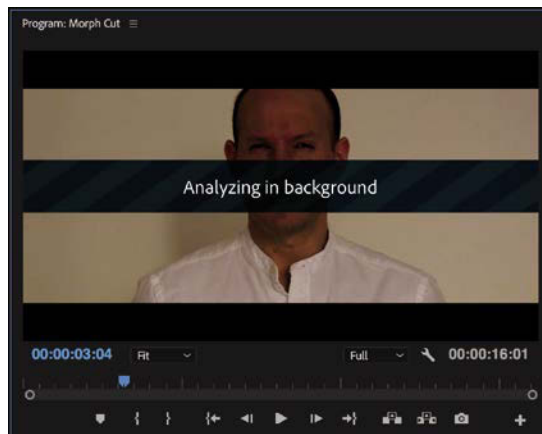 Program: Morph Cut
Analyzing in background
00:00:03:04 Fit Full 00:00:16:01